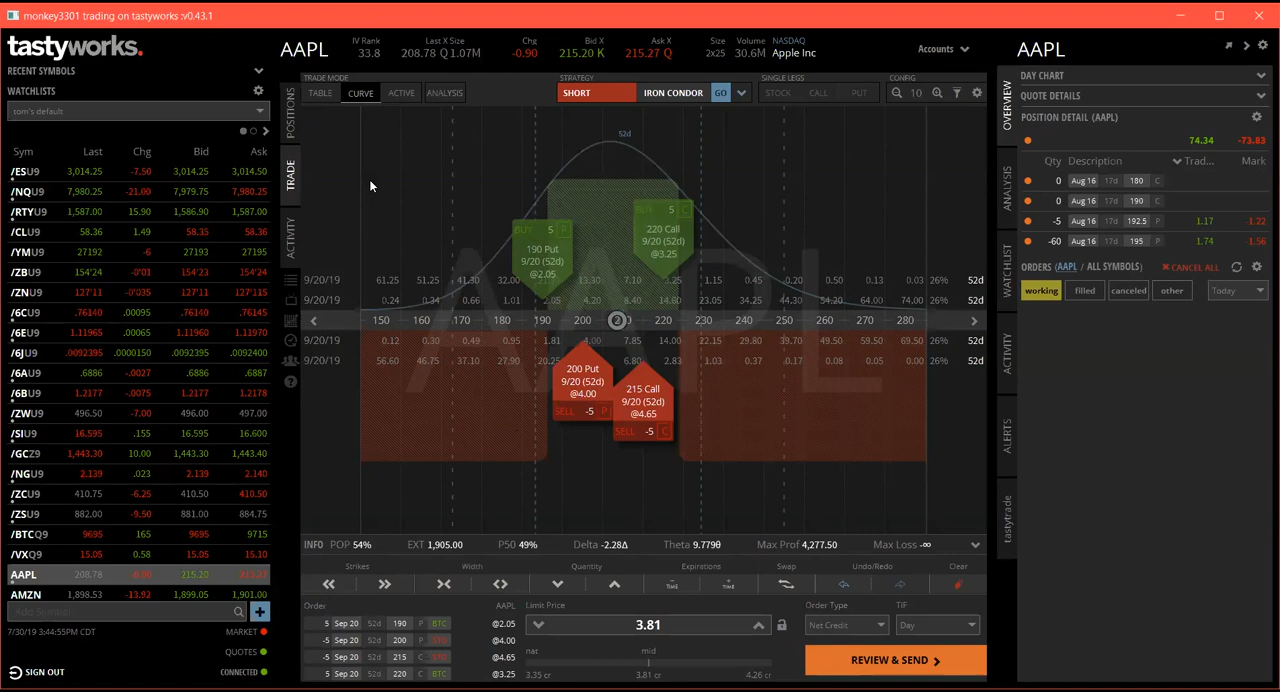 monkey3301 trading on tastyworks :v0.43.1
tastyworks.
RECENT SYMBOLS
WATCHLISTS
tom's default
Sym Last Chg Bid Ask
/ESU9 3,014.25 -7.50 3,014.25 3,014.50
/NQU9 7,980.25 -21.00 7,979.75 7,980.25
/RTYU9 1,587.00 15.90 1,586.90 1,587.00
/CLU9 58.36 1.49 58.35 58.36
/YMU9 27192 -6 27193 27195
/ZBU9 154'24 -0'01 154'23 154'24
/ZNU9 127'11 -0'035 127'11 127'115
/6CU9 .76140 .00095 .76135 .76145
/6EU9 1.11965 .00065 1.11960 1.11970
/6JU9 .0092395 .0000150 .0092395 .0092400
/6AU9 .6886 -.0027 .6886 .6887
/6BU9 1.2177 -.0075 1.2177 1.2178
/ZWU9 496.50 -7.00 496.50 497.00
/SIU9 16.595 .155 16.595 16.600
/GCZ9 1,443.30 10.00 1,443.30 1,443.40
/NGU9 2.139 .023 2.139 2.140
/ZCU9 410.75 -6.25 410.50 410.50
/ZSU9 882.00 -9.50 881.00 884.75
/BTCQ9 9695 165 9695 9715
/VXQ9 15.05 0.58 15.05 15.10
AAPL 208.78 -0.90 215.20 215.27
AMZN 1,898.53 -13.92 1,899.05 1,901.00
Add Symbol
7/30/19 3:44:55PM CDT MARKET
QUOTES
SIGN OUT CONNECTED
POSITIONS
TRADE
ACTIVITY
AAPL
IV Rank 33.8
Last X Size 208.78 Q 1.07M
Chg -0.90
Bid X 215.20 K
Ask X 215.27 Q
Size 2x25
Volume 30.6M
NASDAQ Apple Inc
Accounts
TRADE MODE STRATEGY SINGLE LEGS CONFIG
TABLE CURVE ACTIVE ANALYSIS SHORT IRON CONDOR GO STOCK CALL PUT 10
52d
BUY 5 P
190 Put
9/20 (52d)
@2.05
BUY 5 C
220 Call
9/20 (52d)
@3.25
9/20/19 61.25 51.25 41.30 32.00 13.30 7.10 3.25 1.15 0.45 0.20 0.13 0.03 26% 52d
9/20/19 0.24 0.34 0.66 1.01 2.05 4.20 8.40 14.80 23.05 34.25 44.30 54.20 64.00 74.00 26% 52d
150 160 170 180 190 200 220 230 240 250 260 270 280
9/20/19 0.12 0.30 0.49 0.95 1.81 4.00 7.85 14.00 22.15 29.80 39.70 49.50 59.50 69.50 26% 52d
9/20/19 56.60 46.75 37.10 27.90 20.25 6.80 2.83 1.03 0.37 0.17 0.08 0.05 0.00 26% 52d
200 Put
9/20 (52d)
@4.00
SELL -5 P
215 Call
9/20 (52d)
@4.65
SELL -5 C
AAPL
INFO POP 54% EXT 1,905.00 P50 49% Delta -2.28Δ Theta 9.779θ Max Prof 4,277.50 Max Loss -∞
Strikes Width Quantity Expirations Swap Undo/Redo Clear
TIME TIME
Order AAPL Limit Price Order Type TIF
5 Sep 20 52d 190 P BTC @2.05
-5 Sep 20 52d 200 P STO @4.00
-5 Sep 20 52d 215 C STO @4.65
5 Sep 20 52d 220 C BTC @3.25
3.81
Net Credit Day
nat mid
3.35 cr 3.81 cr 4.26 cr
REVIEW & SEND
OVERVIEW
ANALYSIS
WATCHLIST
ACTIVITY
ALERTS
tastytrade
AAPL
DAY CHART
QUOTE DETAILS
POSITION DETAIL (AAPL)
74.34 -73.83
Qty Description Trad... Mark
0 Aug 16 17d 180 C
0 Aug 16 17d 190 C
-5 Aug 16 17d 192.5 P 1.17 -1.22
-60 Aug 16 17d 195 P 1.74 -1.56
ORDERS (AAPL / ALL SYMBOLS) CANCEL ALL
working filled canceled other Today